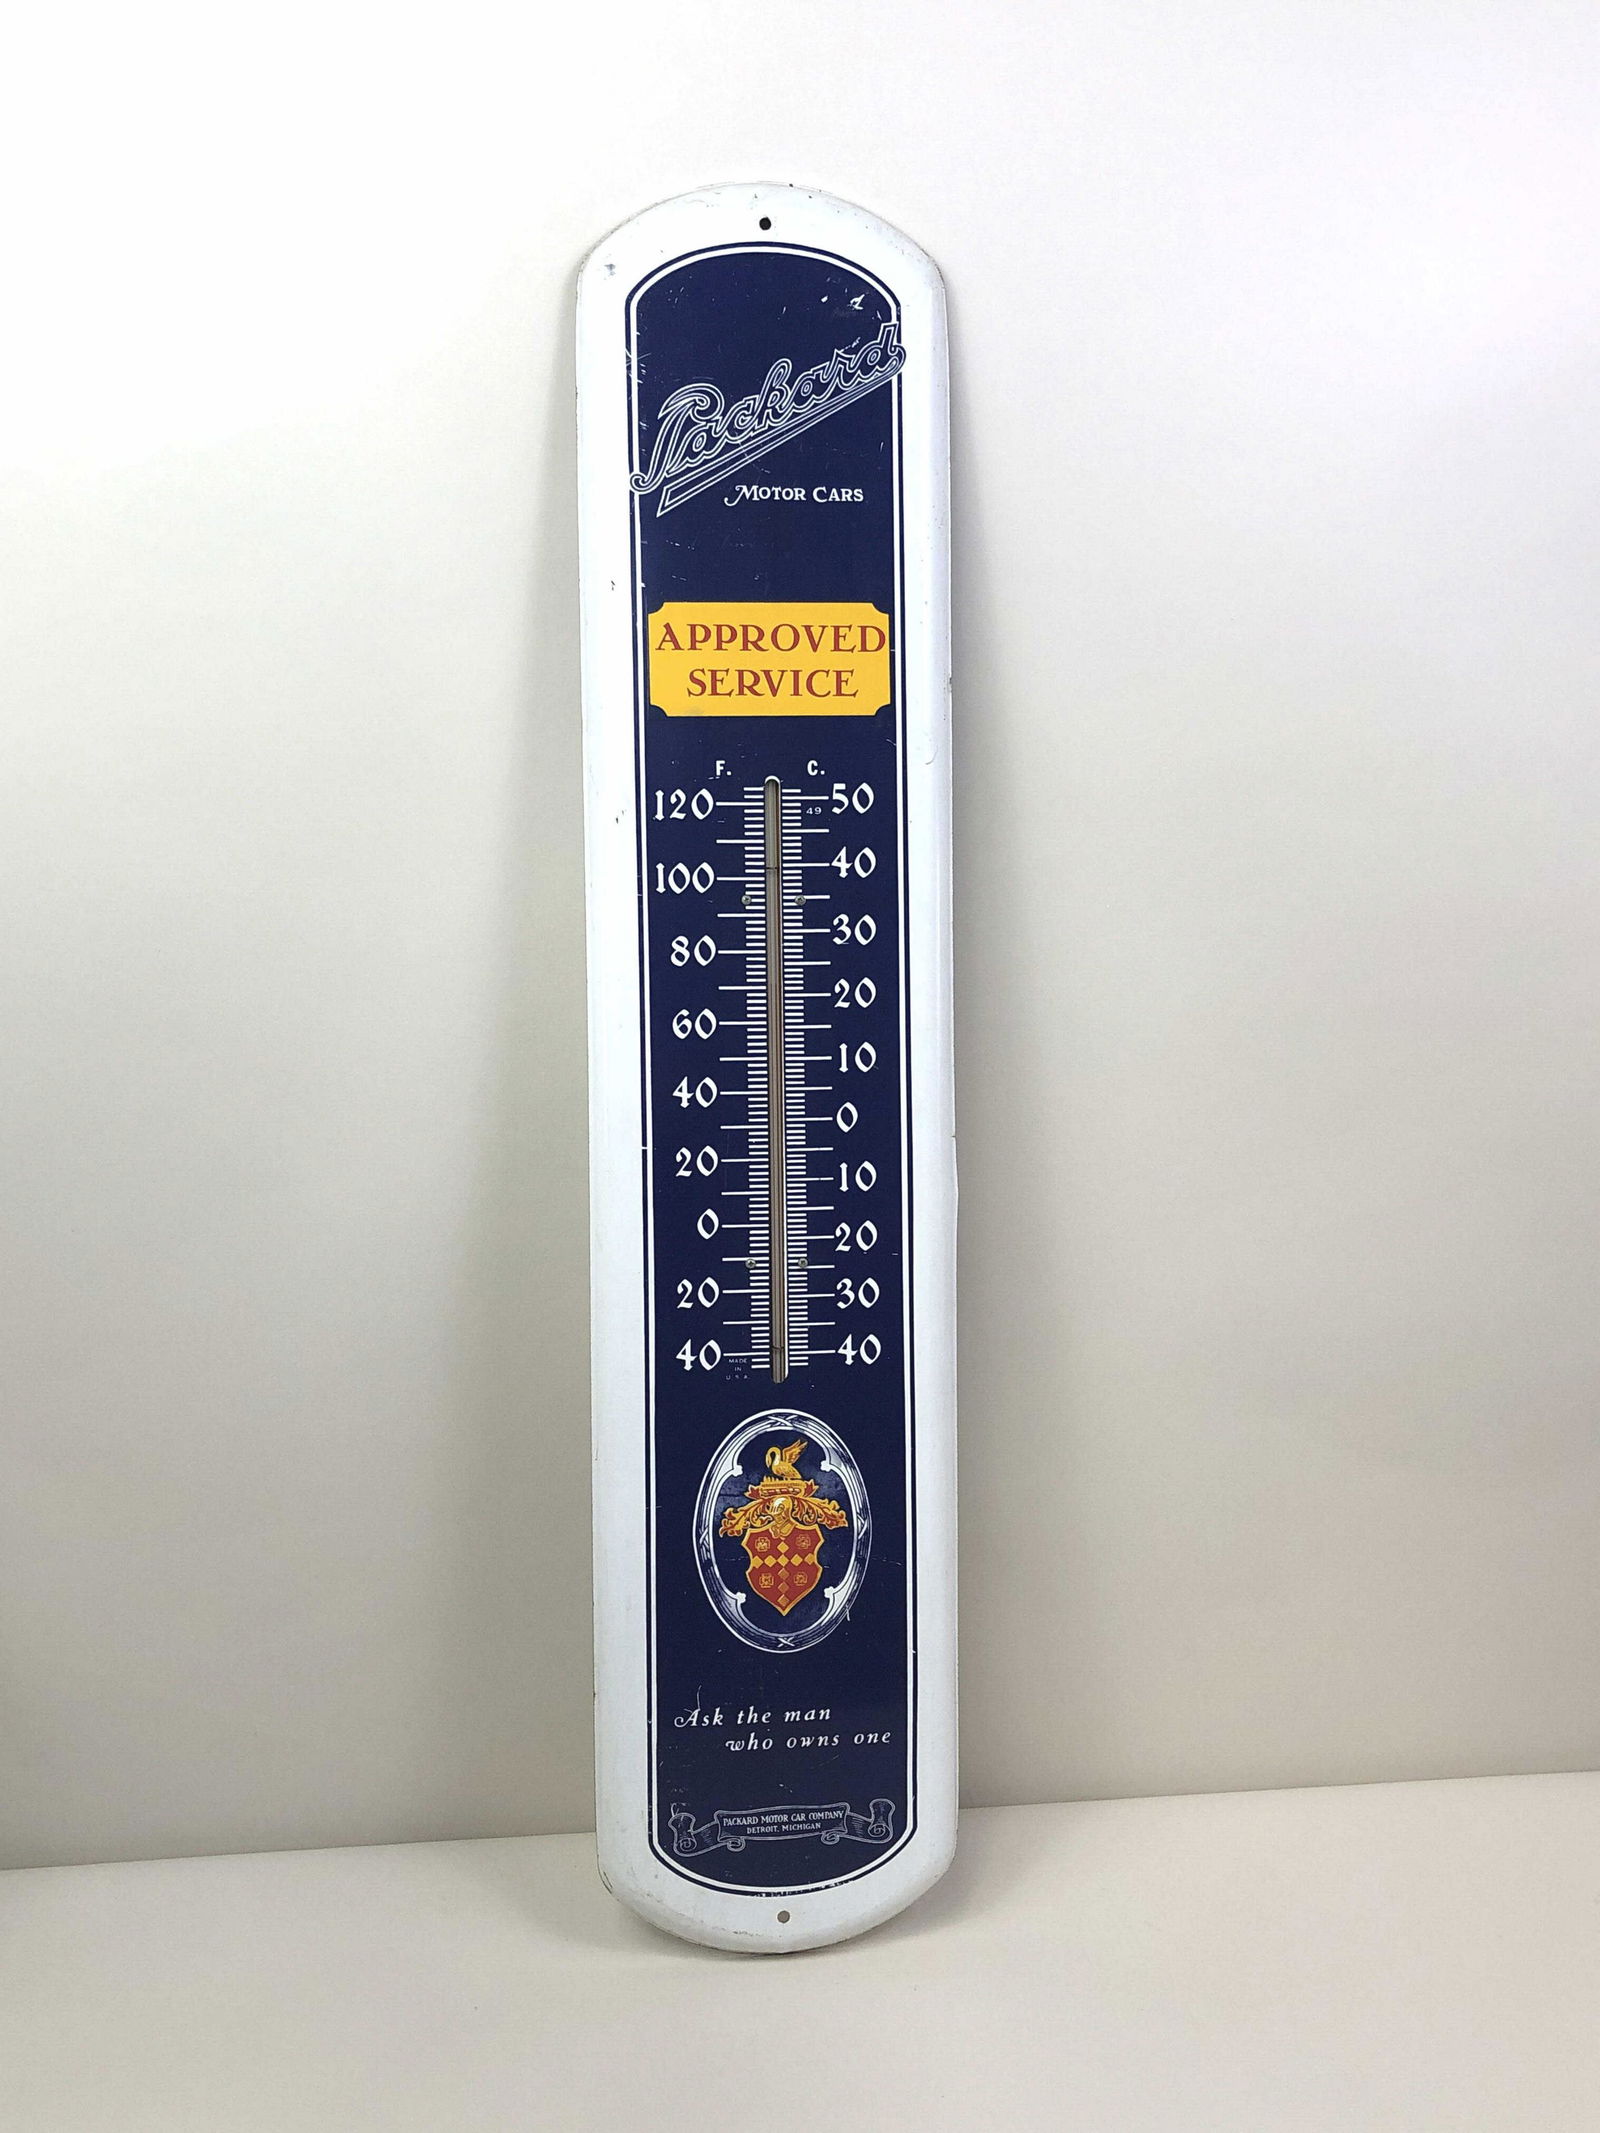 Packard
MOTOR CARS
APPROVED
SERVICE
F. C.
120 50
49
100 40
30
80
20
60
10
40
0
20
10
0 20
20 30
40 40
MADE
IN
U.S.A.
Ask the man
who owns one
PACKARD MOTOR CAR COMPANY
DETROIT, MICHIGAN